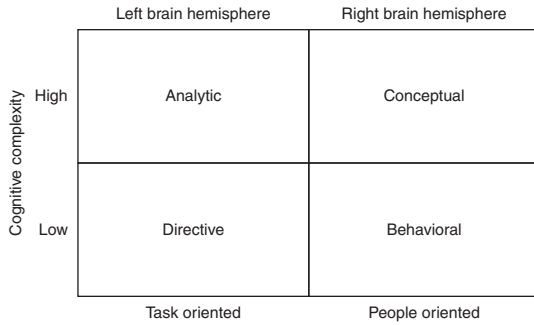 Left brain hemisphere Right brain hemisphere
Cognitive complexity
High Analytic Conceptual
Low Directive Behavioral
Task oriented People oriented